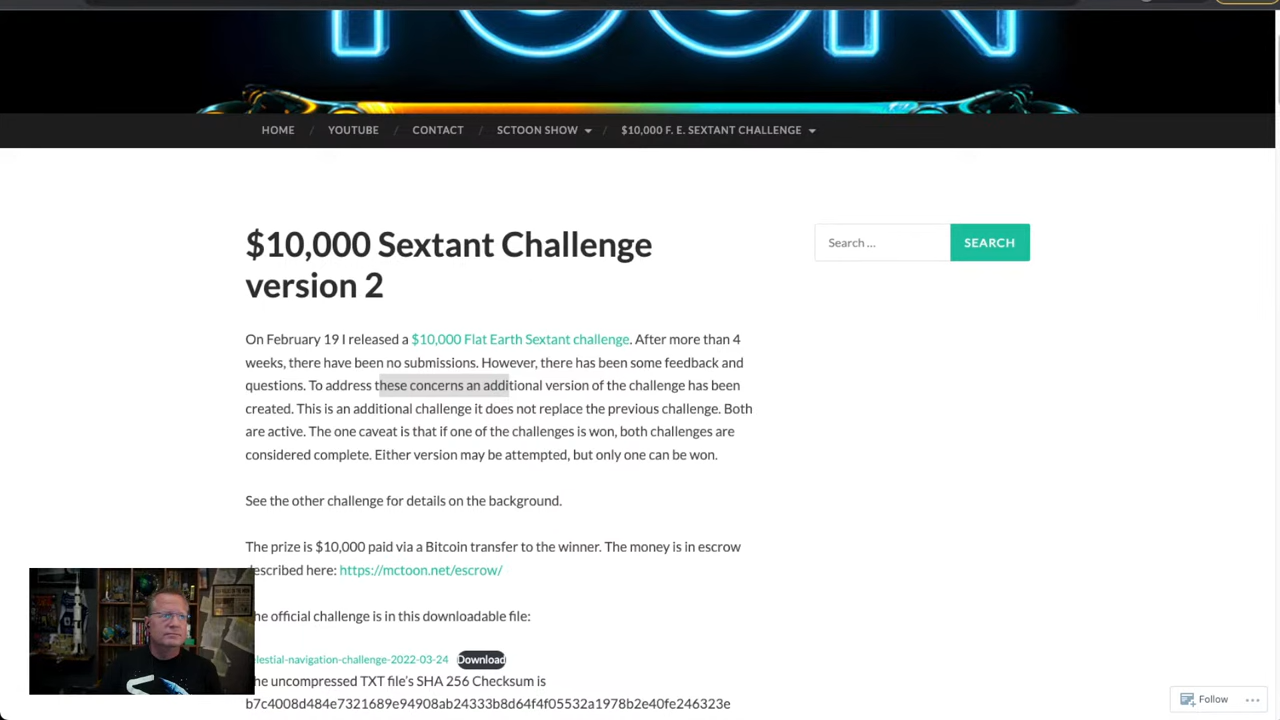 TOON
HOME / YOUTUBE / CONTACT / SCTOON SHOW / $10,000 F. E. SEXTANT CHALLENGE
$10,000 Sextant Challenge
version 2
Search ...
SEARCH
On February 19 I released a $10,000 Flat Earth Sextant challenge. After more than 4
weeks, there have been no submissions. However, there has been some feedback and
questions. To address these concerns an additional version of the challenge has been
created. This is an additional challenge it does not replace the previous challenge. Both
are active. The one caveat is that if one of the challenges is won, both challenges are
considered complete. Either version may be attempted, but only one can be won.
See the other challenge for details on the background.
The prize is $10,000 paid via a Bitcoin transfer to the winner. The money is in escrow
described here: https://mctoon.net/escrow/
he official challenge is in this downloadable file:
elestial-navigation-challenge-2022-03-24 Download
he uncompressed TXT file's SHA 256 Checksum is
b7c4008d484e7321689e94908ab24333b8d64f4f05532a1978b2e40fe246323e
Follow ...